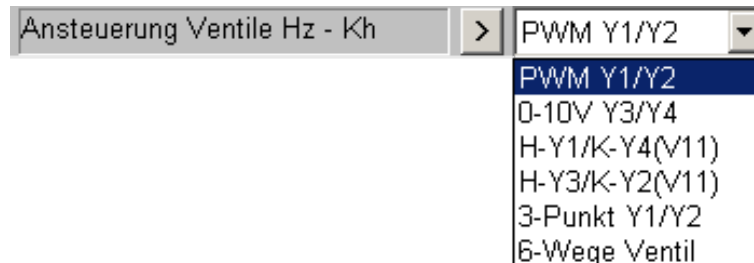 Ansteuerung Ventile Hz - Kh > PWM Y1/Y2
PWM Y1/Y2
0-10V Y3/Y4
H-Y1/K-Y4(V11)
H-Y3/K-Y2(V11)
3-Punkt Y1/Y2
6-Wege Ventil